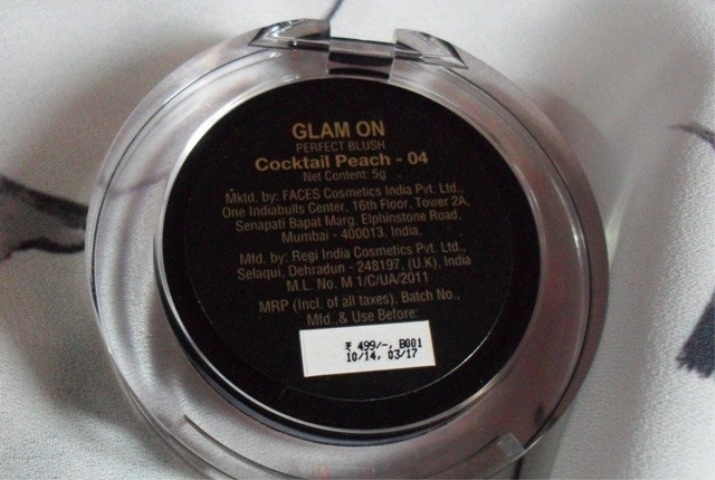 GLAM ON
PERFECT BLUSH
Cocktail Peach - 04
Net Content: 5g
Mktd. by: FACES Cosmetics India Pvt. Ltd.,
One Indiabulls Center, 16th Floor, Tower 2A,
Senapati Bapat Marg, Elphinstone Road,
Mumbai - 400013, India.
Mfd. by: Regi India Cosmetics Pvt. Ltd.,
Selaqui, Dehradun - 248197, (U.K), India
M.L. No. M 1/C/UA/2011
MRP (Incl. of all taxes), Batch No.,
Mfd. & Use Before:
₹ 499/-, B001
10/14, 03/17